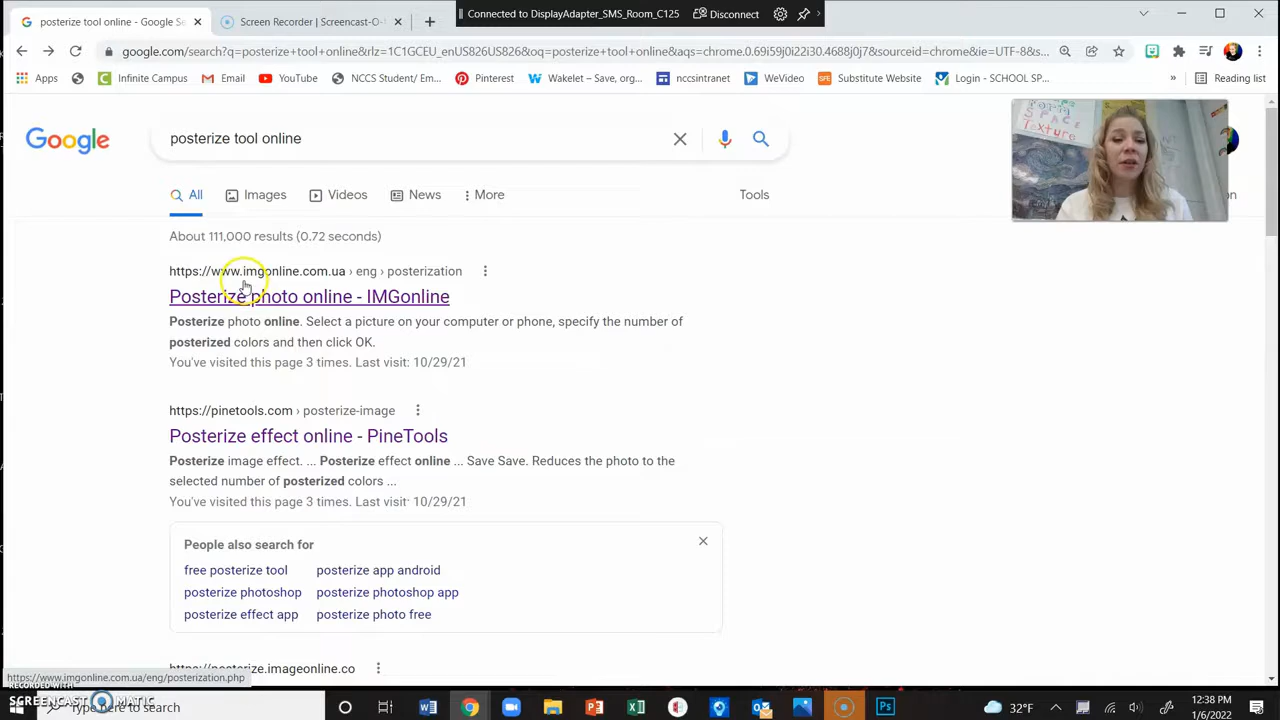 posterize tool online - Google Se
Screen Recorder | Screencast-O-
Connected to DisplayAdapter_SMS_Room_C125
Disconnect
google.com/search?q=posterize+tool+online&rlz=1C1GCEU_enUS826US826&oq=posterize+tool+online&aqs=chrome.0.69i59j0i22i30.4688j0j7&sourceid=chrome&ie=UTF-8&s...
Apps
Infinite Campus
Email
YouTube
NCCS Student/ Em...
Pinterest
Wakelet – Save, org...
nccsintranet
WeVideo
Substitute Website
Login - SCHOOL SP...
»
Reading list
Google
posterize tool online
SPACE
Texture
All
Images
Videos
News
More
Tools
About 111,000 results (0.72 seconds)
https://www.imgonline.com.ua › eng › posterization
Posterize photo online - IMGonline
Posterize photo online. Select a picture on your computer or phone, specify the number of
posterized colors and then click OK.
You've visited this page 3 times. Last visit: 10/29/21
https://pinetools.com › posterize-image
Posterize effect online - PineTools
Posterize image effect. ... Posterize effect online ... Save Save. Reduces the photo to the
selected number of posterized colors ...
You've visited this page 3 times. Last visit: 10/29/21
People also search for
free posterize tool
posterize app android
posterize photoshop
posterize photoshop app
posterize effect app
posterize photo free
https://posterize.imageonline.co
https://www.imgonline.com.ua/eng/posterization.php
RECORDED WITH
SCREENCAST MATIC
Type here to search
32°F
12:38 PM
1/6/2022